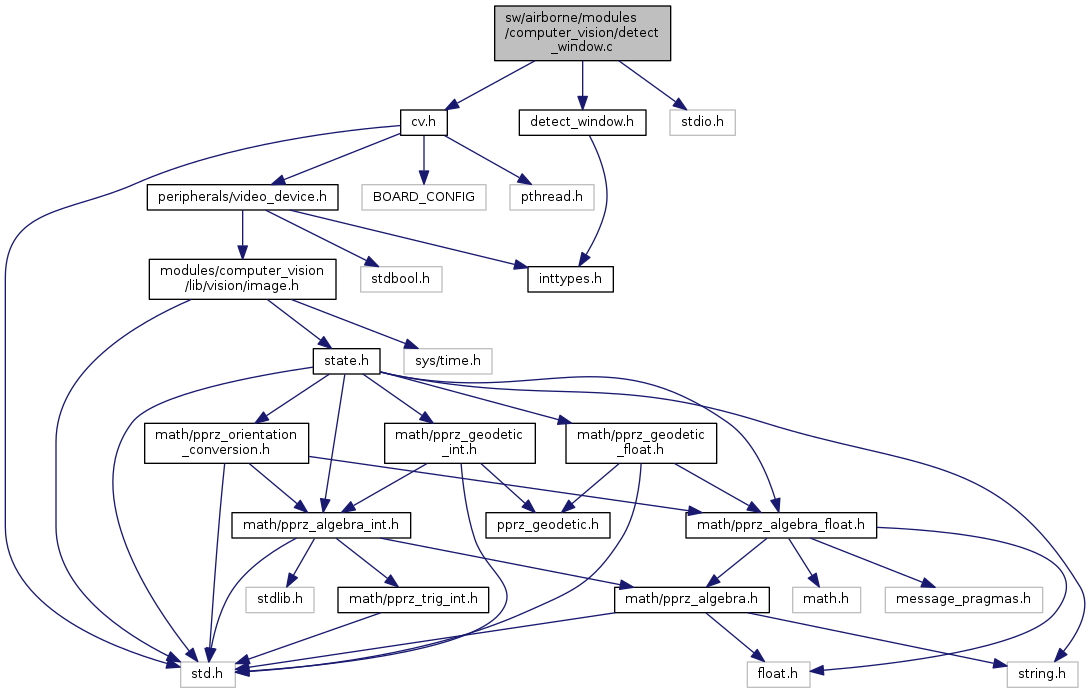 sw/airborne/modules
/computer_vision/detect
_window.c
cv.h
detect_window.h
stdio.h
peripherals/video_device.h
BOARD_CONFIG
pthread.h
modules/computer_vision
/lib/vision/image.h
stdbool.h
inttypes.h
state.h
sys/time.h
math/pprz_orientation
_conversion.h
math/pprz_geodetic
_int.h
math/pprz_geodetic
_float.h
math/pprz_algebra_int.h
pprz_geodetic.h
math/pprz_algebra_float.h
stdlib.h
math/pprz_trig_int.h
math/pprz_algebra.h
math.h
message_pragmas.h
std.h
float.h
string.h